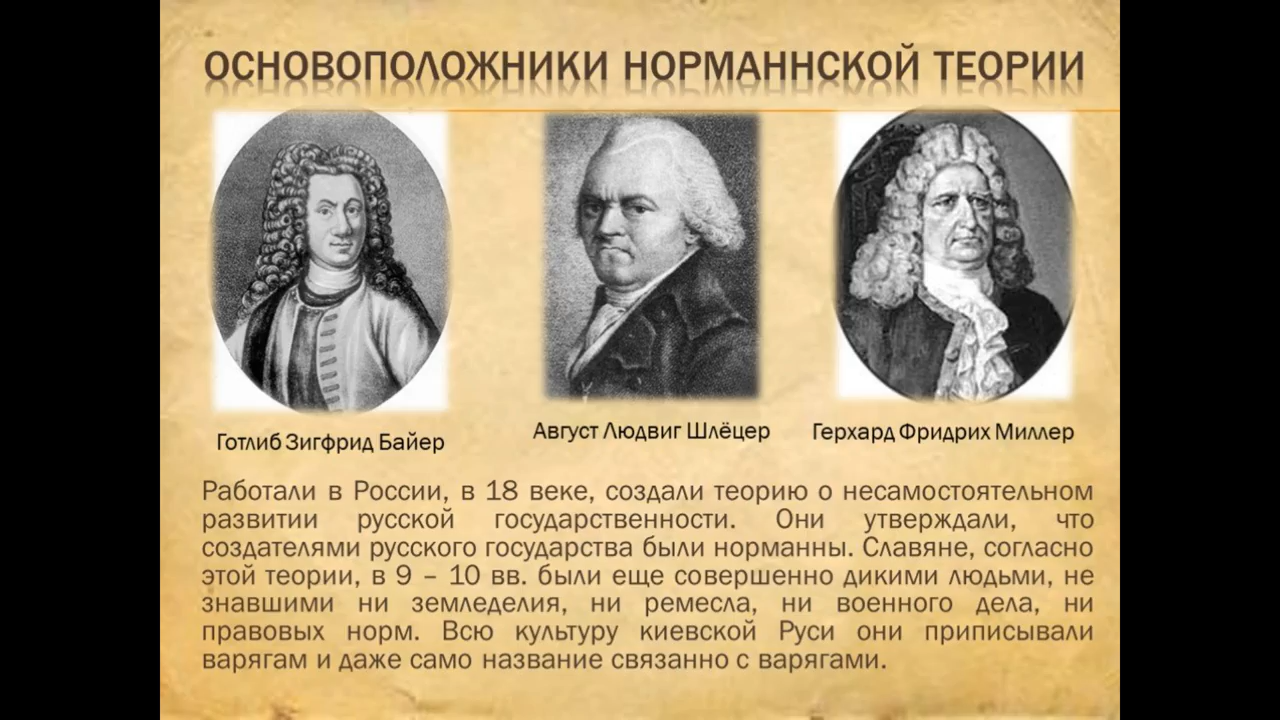 ОСНОВОПОЛОЖНИКИ НОРМАННСКОЙ ТЕОРИИ
Готлиб Зигфрид Байер
Август Людвиг Шлёцер
Герхард Фридрих Миллер
Работали в России, в 18 веке, создали теорию о несамостоятельном
развитии русской государственности. Они утверждали, что
создателями русского государства были норманны. Славяне, согласно
этой теории, в 9 – 10 вв. были еще совершенно дикими людьми, не
знавшими ни земледелия, ни ремесла, ни военного дела, ни
правовых норм. Всю культуру киевской Руси они приписывали
варягам и даже само название связанно с варягами.